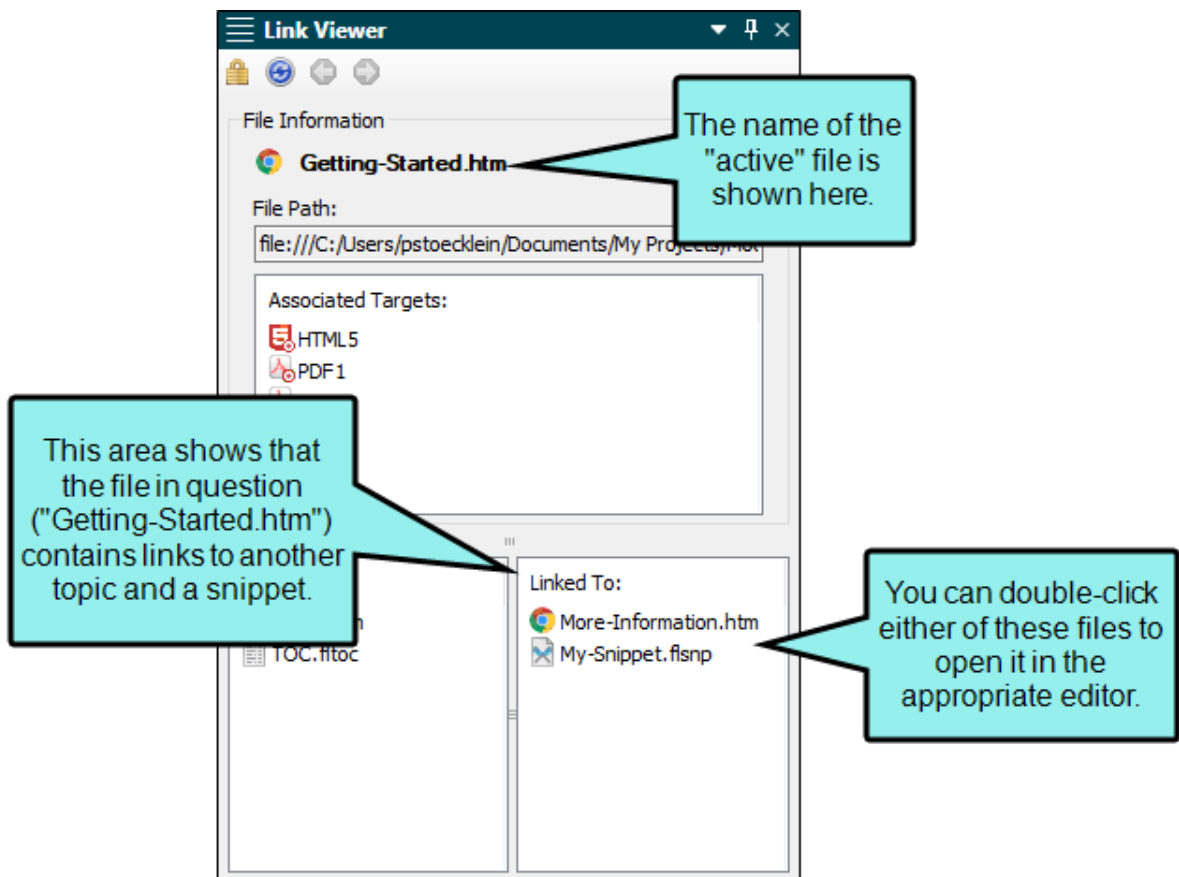 Link Viewer
File Information
Getting-Started.htm
The name of the
"active" file is
shown here.
File Path:
file:///C:/Users/pstoecklein/Documents/My Projects/
Associated Targets:
HTML5
PDF1
This area shows that
the file in question
("Getting-Started.htm")
contains links to another
topic and a snippet.
TOC.fltoc
Linked To:
More-Information.htm
My-Snippet.flsnp
You can double-click
either of these files to
open it in the
appropriate editor.